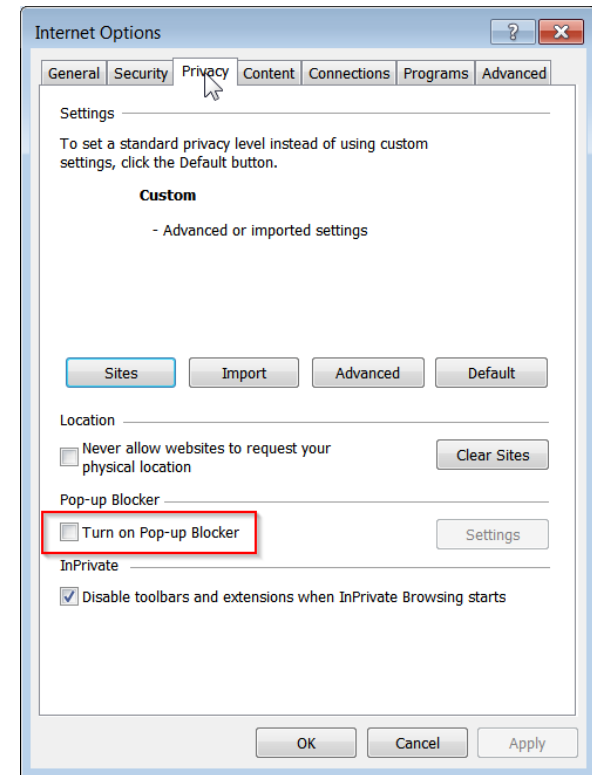 Internet Options
General Security Privacy Content Connections Programs Advanced
Settings
To set a standard privacy level instead of using custom
settings, click the Default button.
Custom
- Advanced or imported settings
Sites Import Advanced Default
Location
Never allow websites to request your
physical location
Clear Sites
Pop-up Blocker
Turn on Pop-up Blocker
Settings
InPrivate
Disable toolbars and extensions when InPrivate Browsing starts
OK Cancel Apply